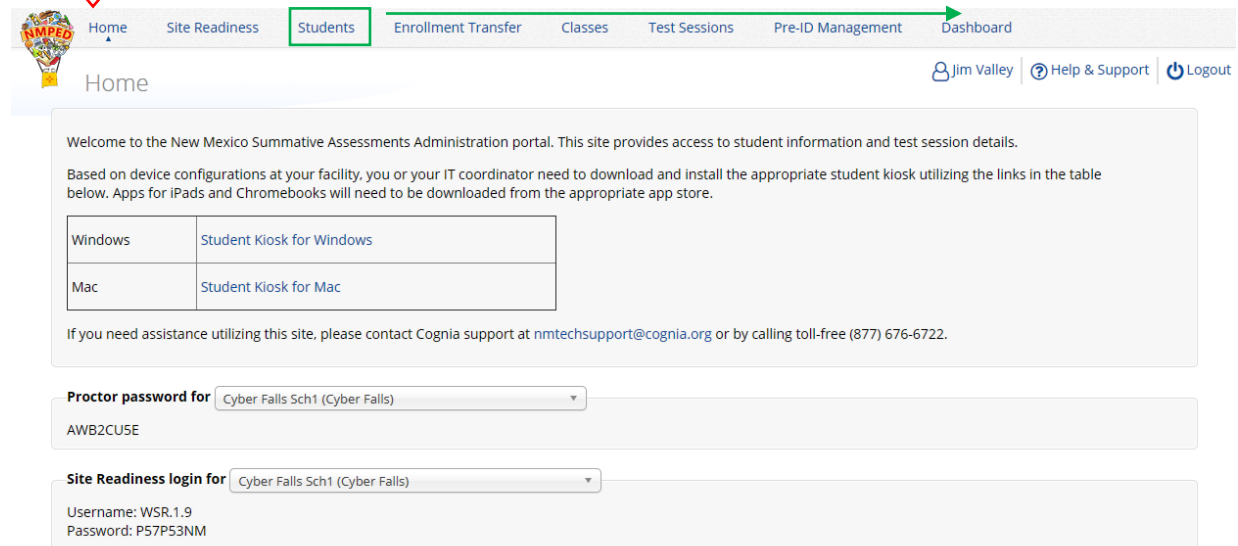 NMPED
Home Site Readiness Students Enrollment Transfer Classes Test Sessions Pre-ID Management Dashboard
Jim Valley Help & Support Logout
Home
Welcome to the New Mexico Summative Assessments Administration portal. This site provides access to student information and test session details.
Based on device configurations at your facility, you or your IT coordinator need to download and install the appropriate student kiosk utilizing the links in the table
below. Apps for iPads and Chromebooks will need to be downloaded from the appropriate app store.
Windows Student Kiosk for Windows
Mac Student Kiosk for Mac
If you need assistance utilizing this site, please contact Cognia support at nmtechsupport@cognia.org or by calling toll-free (877) 676-6722.
Proctor password for Cyber Falls Sch1 (Cyber Falls)
AWB2CU5E
Site Readiness login for Cyber Falls Sch1 (Cyber Falls)
Username: WSR.1.9
Password: P57P53NM